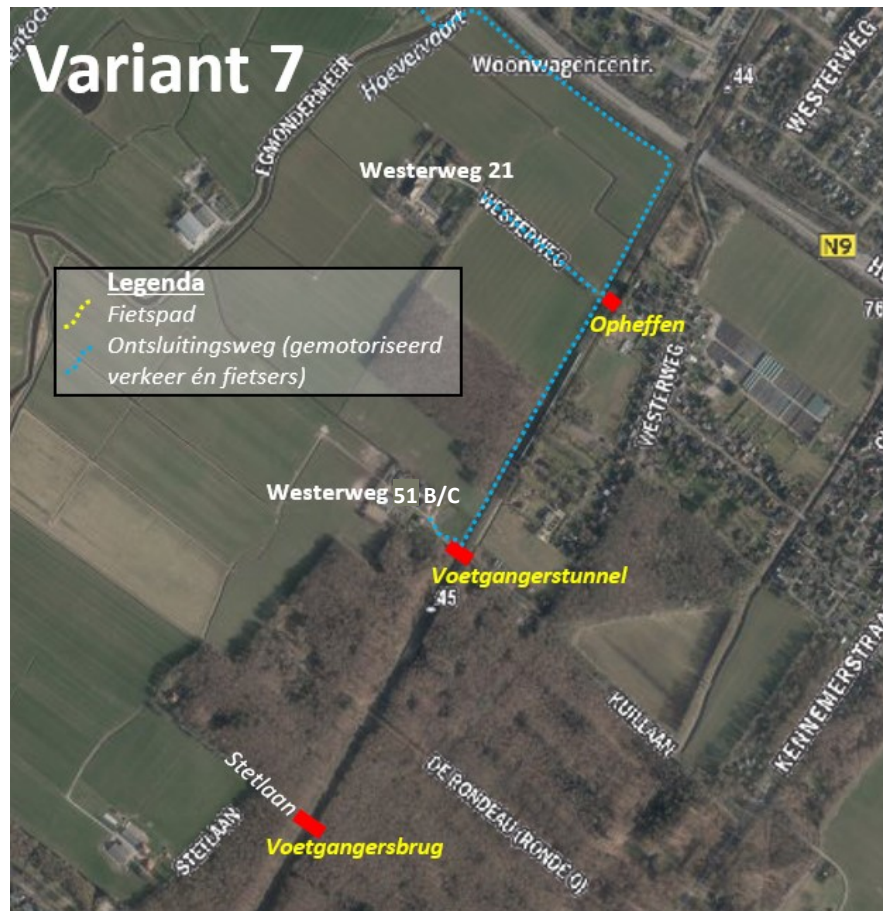 Variant 7
Hoevervoort
EGMONDERMEER
Woonwagencentr.
44
WESTERWEG
Westerweg 21
WESTERWEG
N9
Legenda
Fietspad
Ontsluitingsweg (gemotoriseerd
verkeer én fietsers)
Opheffen
76
WESTERWEG
Westerweg 51 B/C
Voetgangerstunnel
45
KUILLAAN
KENNEMERSTRA
Stetlaan
DE RONDEAU (RONDE O)
STETLAAN
Voetgangersbrug